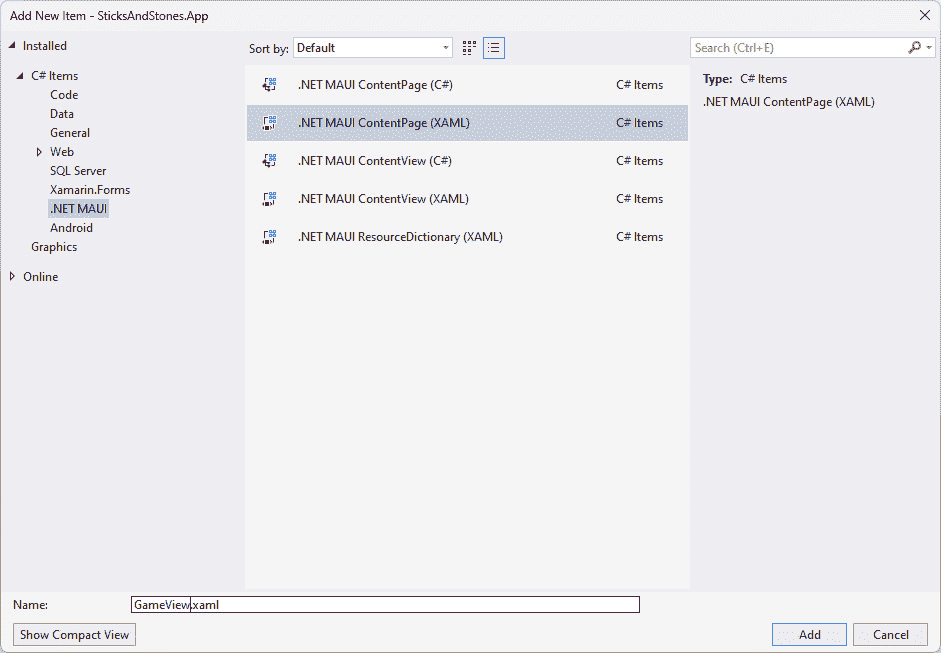 Add New Item - SticksAndStones.App
Installed
C# Items
Code
Data
General
Web
SQL Server
Xamarin.Forms
.NET MAUI
Android
Graphics
Online
Sort by: Default
.NET MAUI ContentPage (C#) C# Items
.NET MAUI ContentPage (XAML) C# Items
.NET MAUI ContentView (C#) C# Items
.NET MAUI ContentView (XAML) C# Items
.NET MAUI ResourceDictionary (XAML) C# Items
Search (Ctrl+E)
Type: C# Items
.NET MAUI ContentPage (XAML)
Name: GameView.xaml
Show Compact View Add Cancel